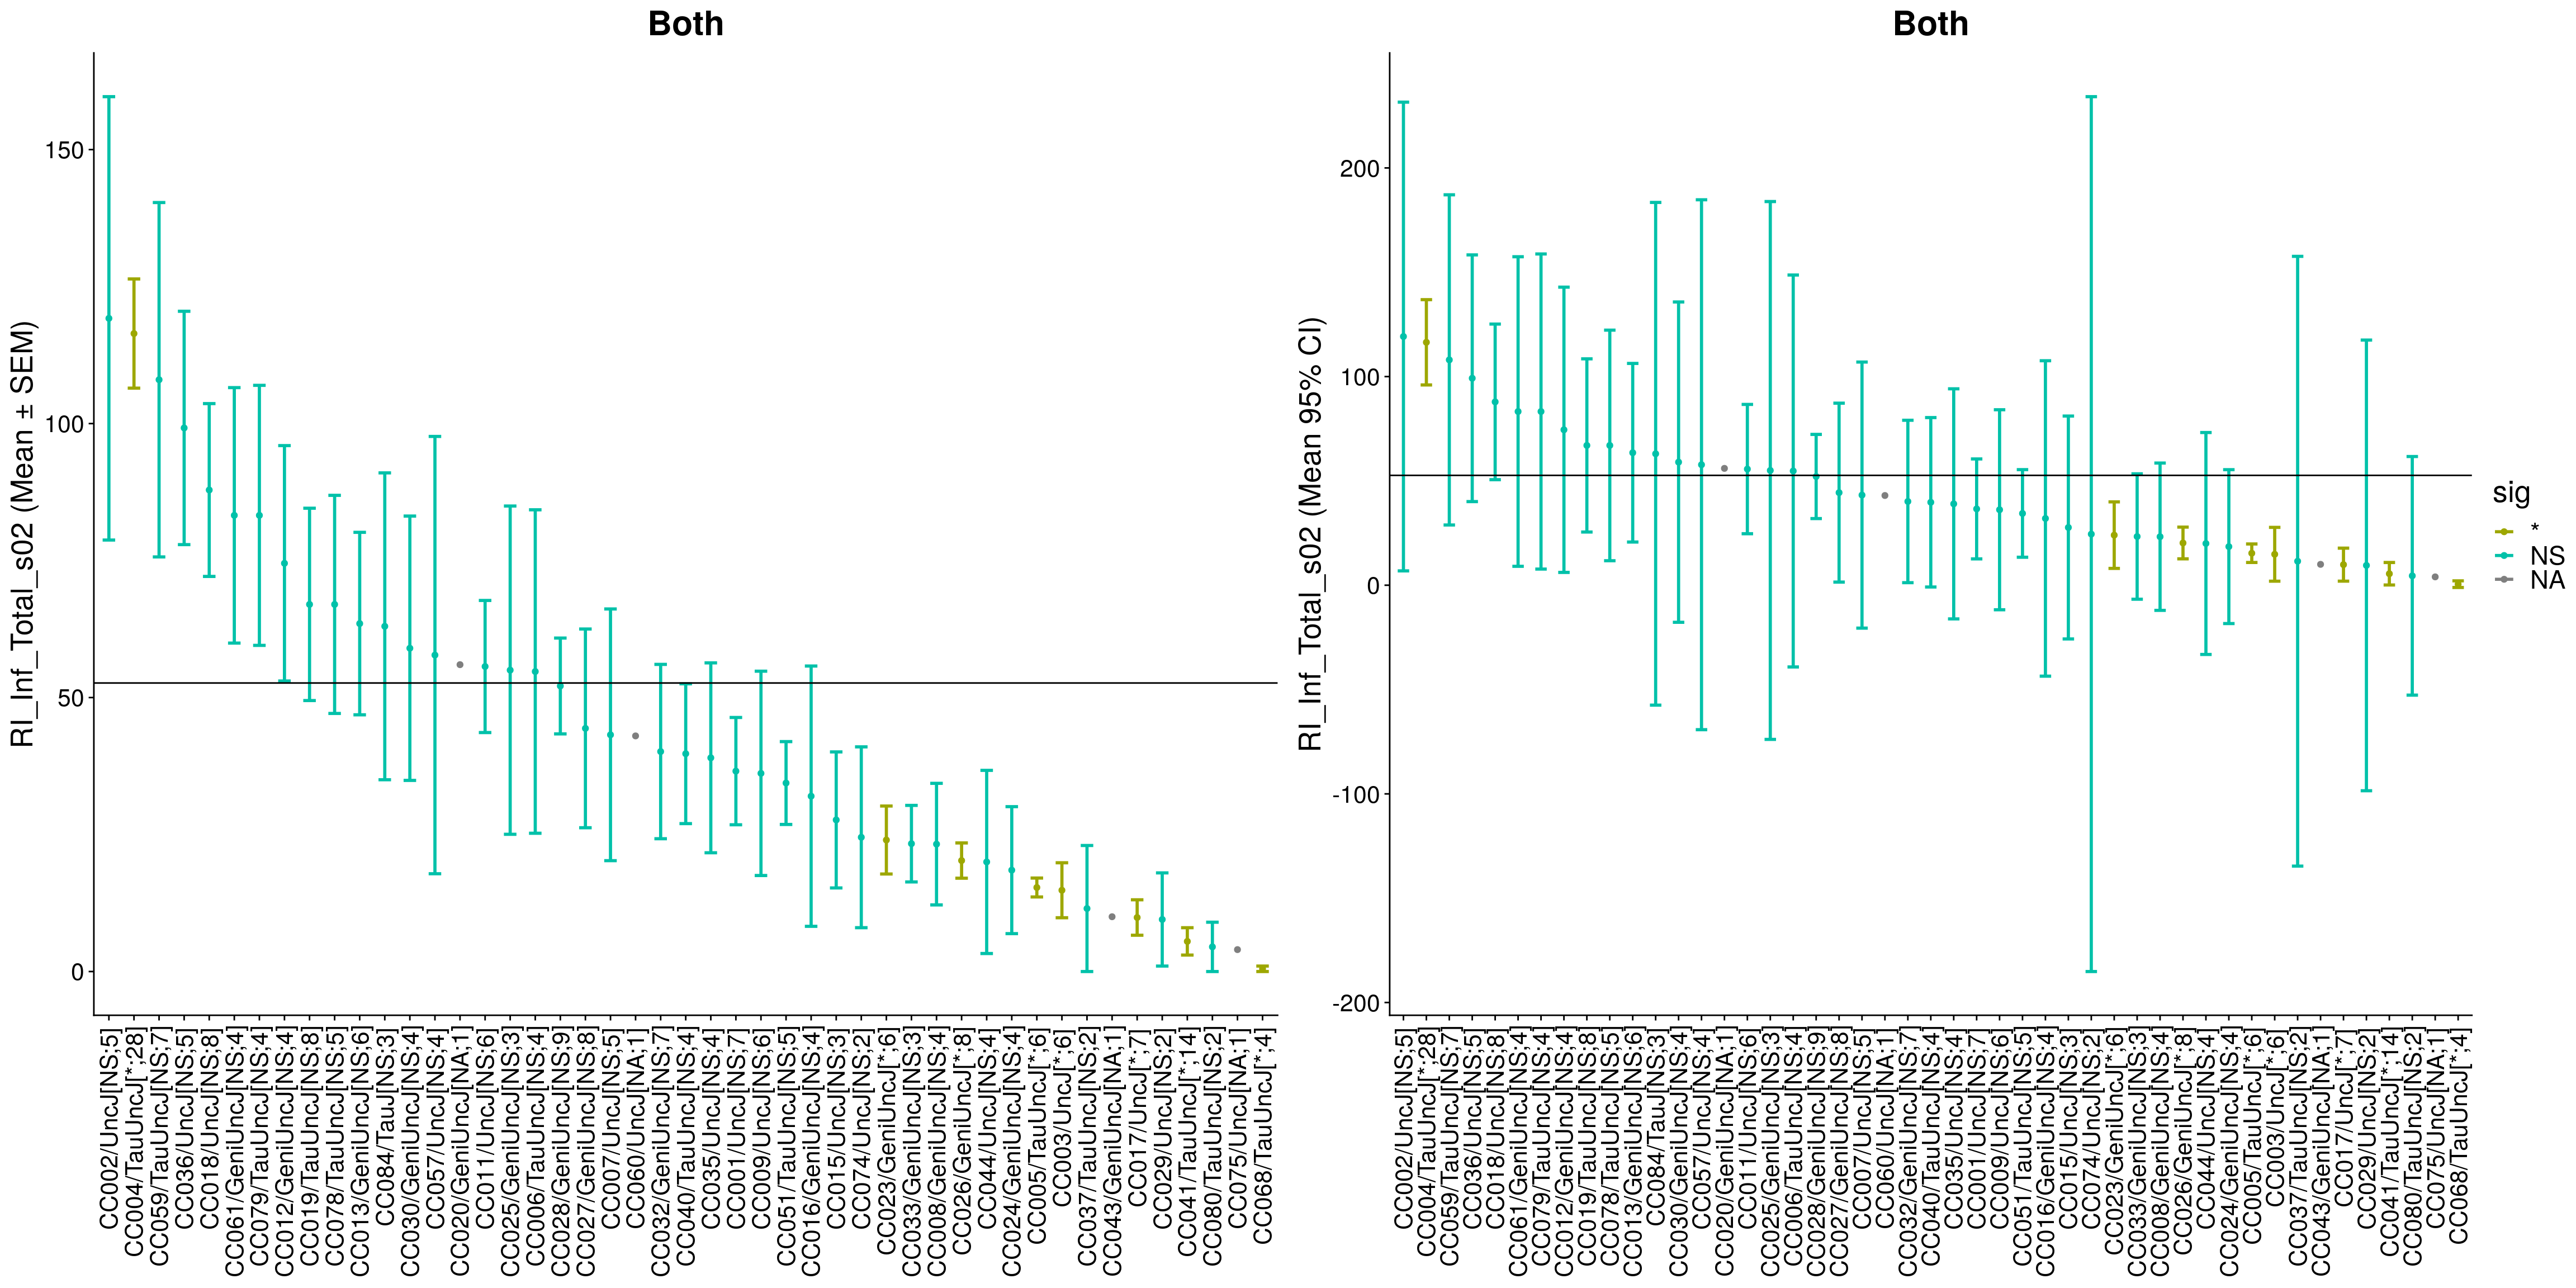 Both
RI_Inf_Total_s02 (Mean ± SEM)
150
100
50
0
CC002/UncJ[NS;5]
CC004/TauUncJ[*;28]
CC059/TauUncJ[NS;7]
CC036/UncJ[NS;5]
CC018/UncJ[NS;8]
CC061/GeniUncJ[NS;4]
CC079/TauUncJ[NS;4]
CC012/GeniUncJ[NS;4]
CC019/TauUncJ[NS;8]
CC078/TauUncJ[NS;5]
CC013/GeniUncJ[NS;6]
CC084/TauJ[NS;3]
CC030/GeniUncJ[NS;4]
CC057/UncJ[NS;4]
CC020/GeniUncJ[NA;1]
CC011/UncJ[NS;6]
CC025/GeniUncJ[NS;3]
CC006/TauUncJ[NS;4]
CC028/GeniUncJ[NS;9]
CC027/GeniUncJ[NS;8]
CC007/UncJ[NS;5]
CC060/UncJ[NA;1]
CC032/GeniUncJ[NS;7]
CC040/TauUncJ[NS;4]
CC035/UncJ[NS;4]
CC001/UncJ[NS;7]
CC009/UncJ[NS;6]
CC051/TauUncJ[NS;5]
CC016/GeniUncJ[NS;4]
CC015/UncJ[NS;3]
CC074/UncJ[NS;2]
CC023/GeniUncJ[*;6]
CC033/GeniUncJ[NS;3]
CC008/GeniUncJ[NS;4]
CC026/GeniUncJ[*;8]
CC044/UncJ[NS;4]
CC024/GeniUncJ[NS;4]
CC005/TauUncJ[*;6]
CC003/UncJ[*;6]
CC037/TauUncJ[NS;2]
CC043/GeniUncJ[NA;1]
CC017/UncJ[*;7]
CC029/UncJ[NS;2]
CC041/TauUncJ[*;14]
CC080/TauUncJ[NS;2]
CC075/UncJ[NA;1]
CC068/TauUncJ[*;4]
Both
RI_Inf_Total_s02 (Mean 95% CI)
200
100
0
-100
-200
CC002/UncJ[NS;5]
CC004/TauUncJ[*;28]
CC059/TauUncJ[NS;7]
CC036/UncJ[NS;5]
CC018/UncJ[NS;8]
CC061/GeniUncJ[NS;4]
CC079/TauUncJ[NS;4]
CC012/GeniUncJ[NS;4]
CC019/TauUncJ[NS;8]
CC078/TauUncJ[NS;5]
CC013/GeniUncJ[NS;6]
CC084/TauJ[NS;3]
CC030/GeniUncJ[NS;4]
CC057/UncJ[NS;4]
CC020/GeniUncJ[NA;1]
CC011/UncJ[NS;6]
CC025/GeniUncJ[NS;3]
CC006/TauUncJ[NS;4]
CC028/GeniUncJ[NS;9]
CC027/GeniUncJ[NS;8]
CC007/UncJ[NS;5]
CC060/UncJ[NA;1]
CC032/GeniUncJ[NS;7]
CC040/TauUncJ[NS;4]
CC035/UncJ[NS;4]
CC001/UncJ[NS;7]
CC009/UncJ[NS;6]
CC051/TauUncJ[NS;5]
CC016/GeniUncJ[NS;4]
CC015/UncJ[NS;3]
CC074/UncJ[NS;2]
CC023/GeniUncJ[*;6]
CC033/GeniUncJ[NS;3]
CC008/GeniUncJ[NS;4]
CC026/GeniUncJ[*;8]
CC044/UncJ[NS;4]
CC024/GeniUncJ[NS;4]
CC005/TauUncJ[*;6]
CC003/UncJ[*;6]
CC037/TauUncJ[NS;2]
CC043/GeniUncJ[NA;1]
CC017/UncJ[*;7]
CC029/UncJ[NS;2]
CC041/TauUncJ[*;14]
CC080/TauUncJ[NS;2]
CC075/UncJ[NA;1]
CC068/TauUncJ[*;4]
sig
*
NS
NA